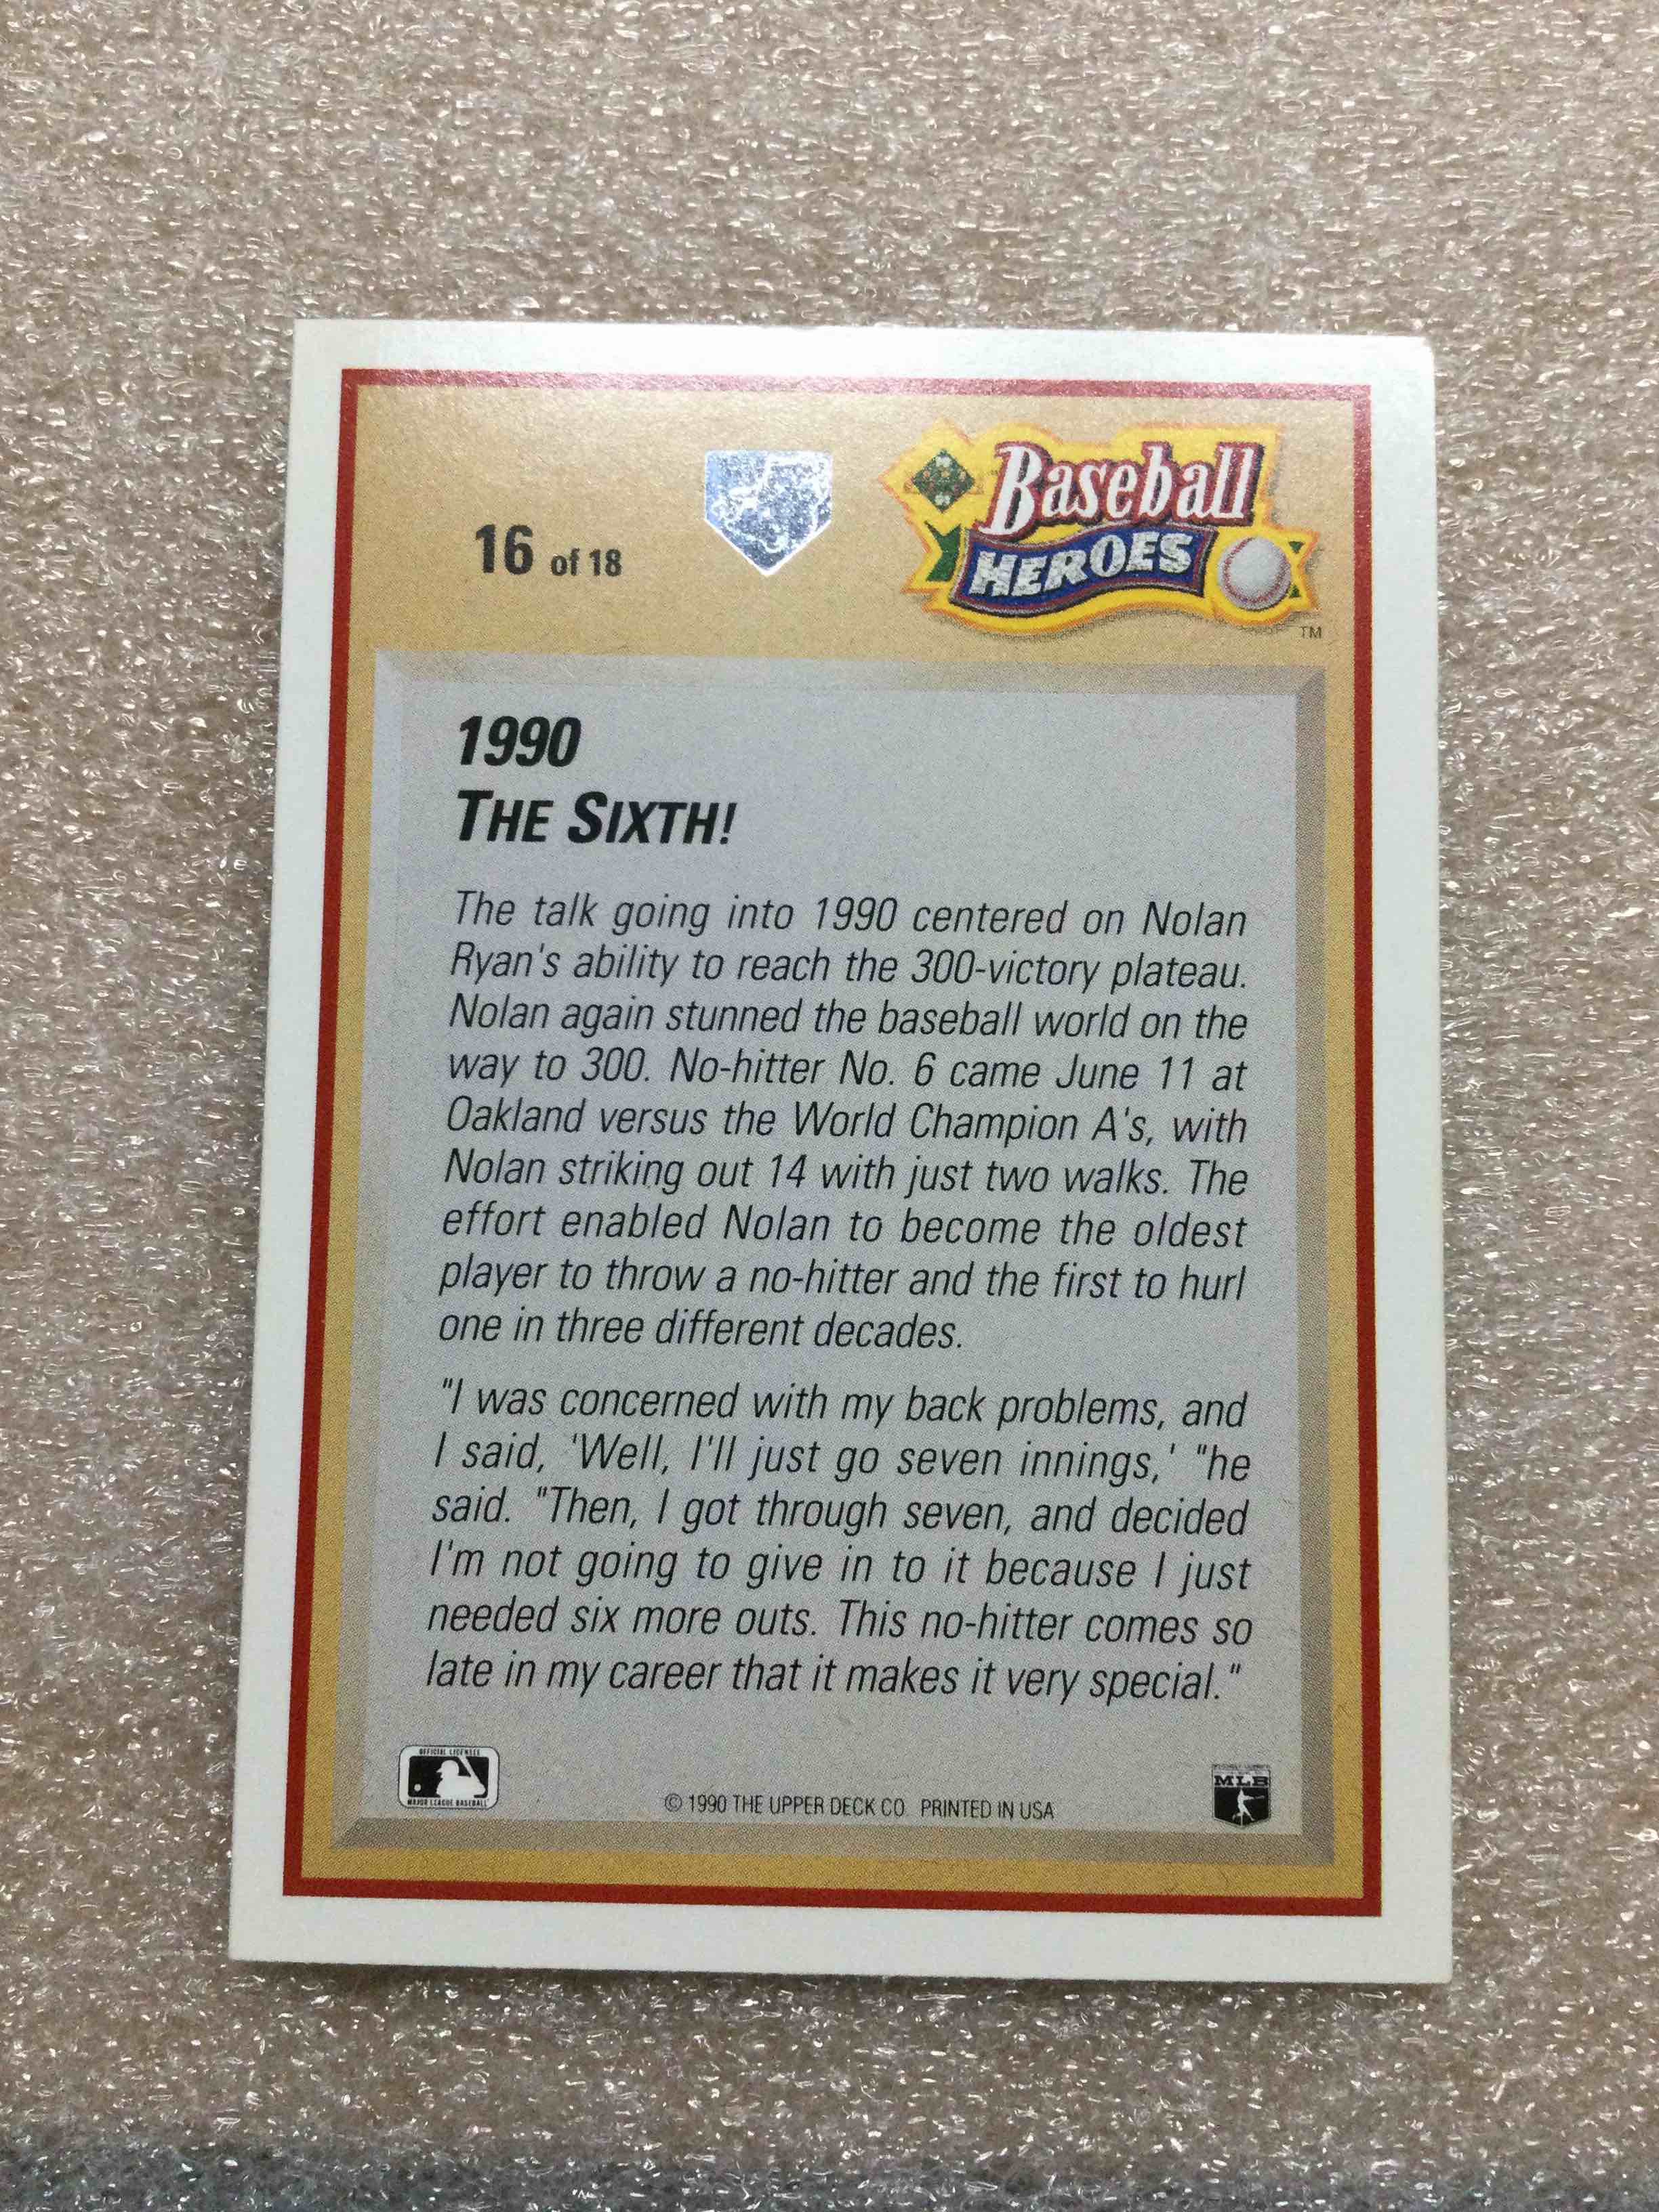 16 of 18
Baseball
HEROES
TM
1990
THE SIXTH!
The talk going into 1990 centered on Nolan
Ryan's ability to reach the 300-victory plateau.
Nolan again stunned the baseball world on the
way to 300. No-hitter No. 6 came June 11 at
Oakland versus the World Champion A's, with
Nolan striking out 14 with just two walks. The
effort enabled Nolan to become the oldest
player to throw a no-hitter and the first to hurl
one in three different decades.
"I was concerned with my back problems, and
I said, 'Well, I'll just go seven innings,' "he
said. "Then, I got through seven, and decided
I'm not going to give in to it because I just
needed six more outs. This no-hitter comes so
late in my career that it makes it very special."
OFFICIAL LICENSEE
MAJOR LEAGUE BASEBALL
© 1990 THE UPPER DECK CO. PRINTED IN USA
MLB